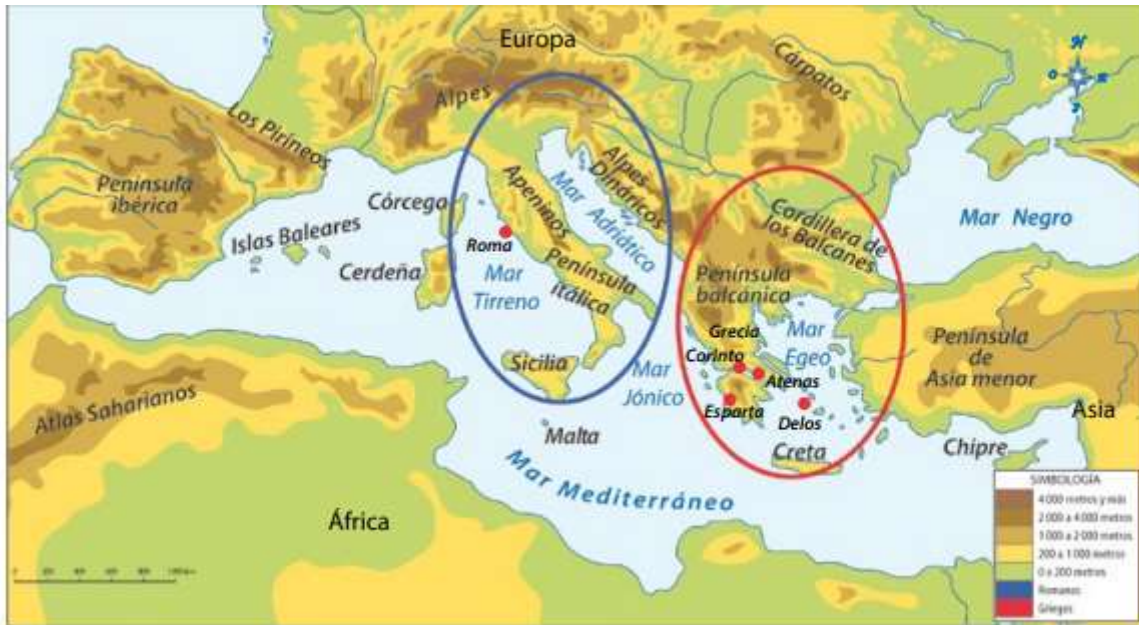 Europa
N
O
E
S
Cárpatos
Alpes
Los Pirineos
Alpes
Dináricos
Península
ibérica
Apeninos
Mar Adriático
Córcego
Cordillera de
los Balcanes
Mar Negro
Islas Baleares
Roma
Cerdeña
Mar
Tirreno
Península
itálica
Península
balcánica
Grecia
Mar
Egeo
Península
de
Asia menor
Sicilia
Corinto
Mar
Jónico
Atenas
Atlas Saharianos
Esparta
Delos
Asia
Malta
Creta
Chipre
Mar Mediterráneo
África
SIMBOLOGÍA
4 000 metros y más
2 000 a 4 000 metros
1 000 a 2 000 metros
200 a 1 000 metros
0 a 200 metros
Romanos
Griegos